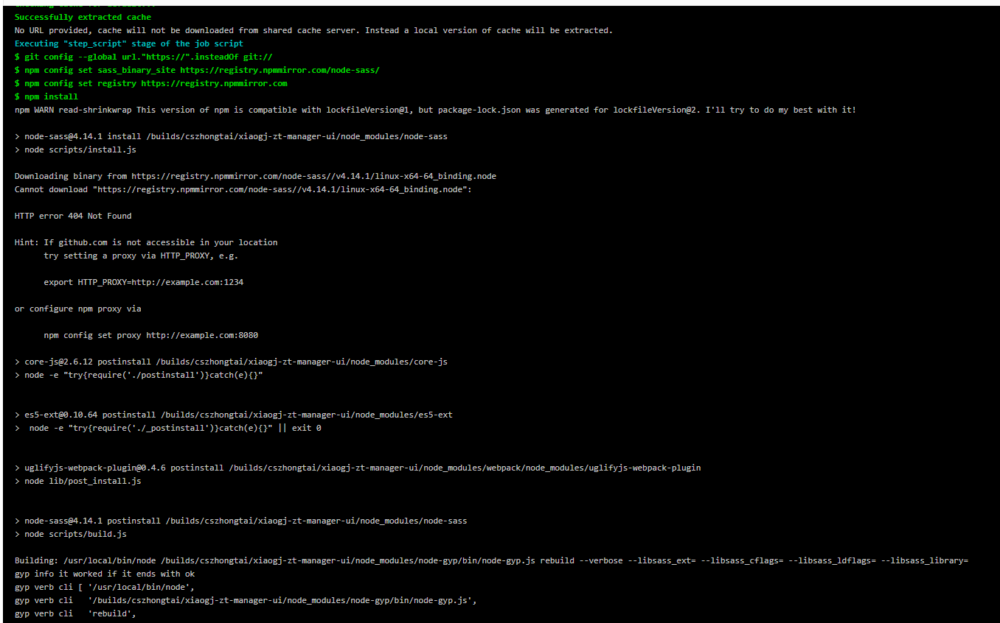 Checking cache for default...
Successfully extracted cache
No URL provided, cache will not be downloaded from shared cache server. Instead a local version of cache will be extracted.
Executing "step_script" stage of the job script
$ git config --global url."https://".insteadOf git://
$ npm config set sass_binary_site https://registry.npmmirror.com/node-sass/
$ npm config set registry https://registry.npmmirror.com
$ npm install
npm WARN read-shrinkwrap This version of npm is compatible with lockfileVersion@1, but package-lock.json was generated for lockfileVersion@2. I'll try to do my best with it!
> node-sass@4.14.1 install /builds/cszhongtai/xiaogj-zt-manager-ui/node_modules/node-sass
> node scripts/install.js
Downloading binary from https://registry.npmmirror.com/node-sass//v4.14.1/linux-x64-64_binding.node
Cannot download "https://registry.npmmirror.com/node-sass//v4.14.1/linux-x64-64_binding.node":
HTTP error 404 Not Found
Hint: If github.com is not accessible in your location
try setting a proxy via HTTP_PROXY, e.g.
export HTTP_PROXY=http://example.com:1234
or configure npm proxy via
npm config set proxy http://example.com:8080
> core-js@2.6.12 postinstall /builds/cszhongtai/xiaogj-zt-manager-ui/node_modules/core-js
> node -e "try{require('./postinstall')}catch(e){}"
> es5-ext@0.10.64 postinstall /builds/cszhongtai/xiaogj-zt-manager-ui/node_modules/es5-ext
>  node -e "try{require('./_postinstall')}catch(e){}" || exit 0
> uglifyjs-webpack-plugin@0.4.6 postinstall /builds/cszhongtai/xiaogj-zt-manager-ui/node_modules/webpack/node_modules/uglifyjs-webpack-plugin
> node lib/post_install.js
> node-sass@4.14.1 postinstall /builds/cszhongtai/xiaogj-zt-manager-ui/node_modules/node-sass
> node scripts/build.js
Building: /usr/local/bin/node /builds/cszhongtai/xiaogj-zt-manager-ui/node_modules/node-gyp/bin/node-gyp.js rebuild --verbose --libsass_ext= --libsass_cflags= --libsass_ldflags= --libsass_library=
gyp info it worked if it ends with ok
gyp verb cli [ '/usr/local/bin/node',
gyp verb cli   '/builds/cszhongtai/xiaogj-zt-manager-ui/node_modules/node-gyp/bin/node-gyp.js',
gyp verb cli   'rebuild',